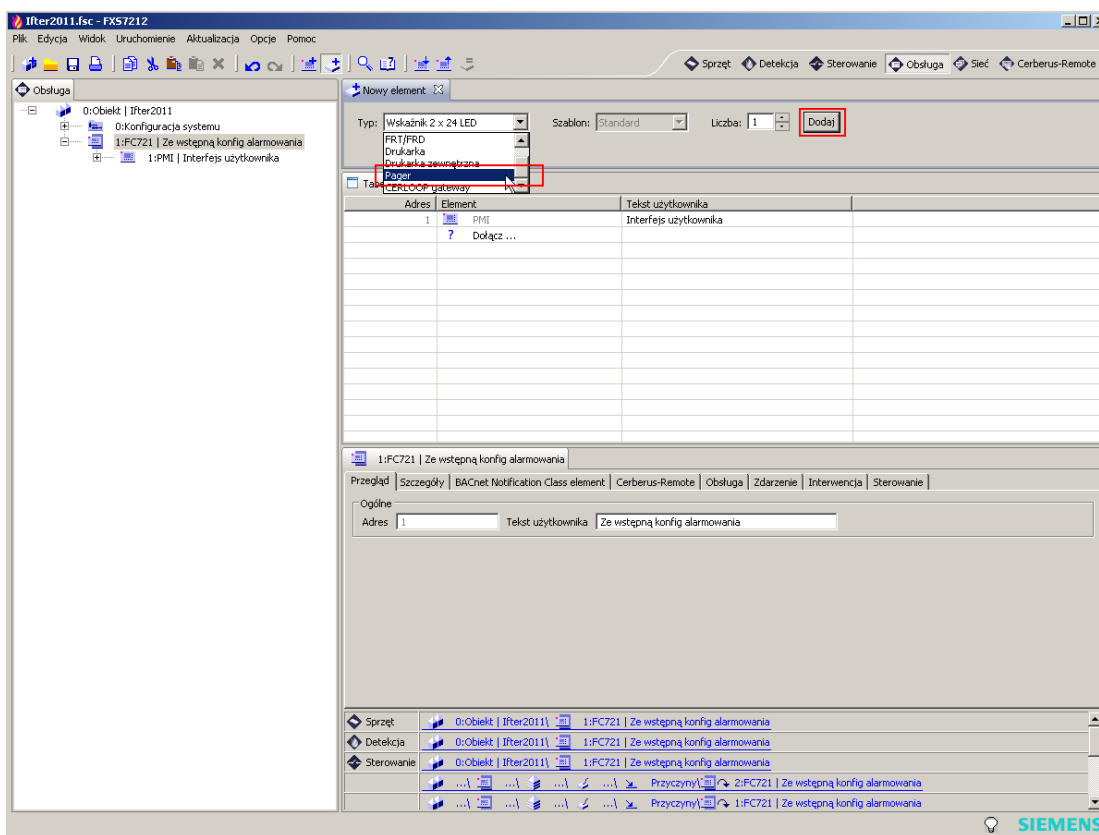 Ifter2011.fsc - FXS7212
Plik Edycja Widok Uruchomienie Aktualizacja Opcje Pomoc
Sprzęt Detekcja Sterowanie Obsługa Sieć Cerberus-Remote
Obsługa
0:Obiekt | Ifter2011
0:Konfiguracja systemu
1:FC721 | Ze wstępną konfig alarmowania
1:PMI | Interfejs użytkownika
Nowy element
Typ: Wskaźnik 2 x 24 LED Szablon: Standard Liczba: 1 Dodaj
FRT/FRD
Drukarka
Drukarka zewnętrzna
Pager
CERLOOP gateway
Adres Element Tekst użytkownika
1 PMI Interfejs użytkownika
? Dołącz ...
1:FC721 | Ze wstępną konfig alarmowania
Przegląd Szczegóły BACnet Notification Class element Cerberus-Remote Obsługa Zdarzenie Interwencja Sterowanie
Ogólne
Adres 1 Tekst użytkownika Ze wstępną konfig alarmowania
Sprzęt 0:Obiekt | Ifter2011\ 1:FC721 | Ze wstępną konfig alarmowania
Detekcja 0:Obiekt | Ifter2011\ 1:FC721 | Ze wstępną konfig alarmowania
Sterowanie 0:Obiekt | Ifter2011\ 1:FC721 | Ze wstępną konfig alarmowania
...\ ...\ ...\ ...\ Przyczyny\ 2:FC721 | Ze wstępną konfig alarmowania
...\ ...\ ...\ ...\ Przyczyny\ 1:FC721 | Ze wstępną konfig alarmowania
SIEMENS